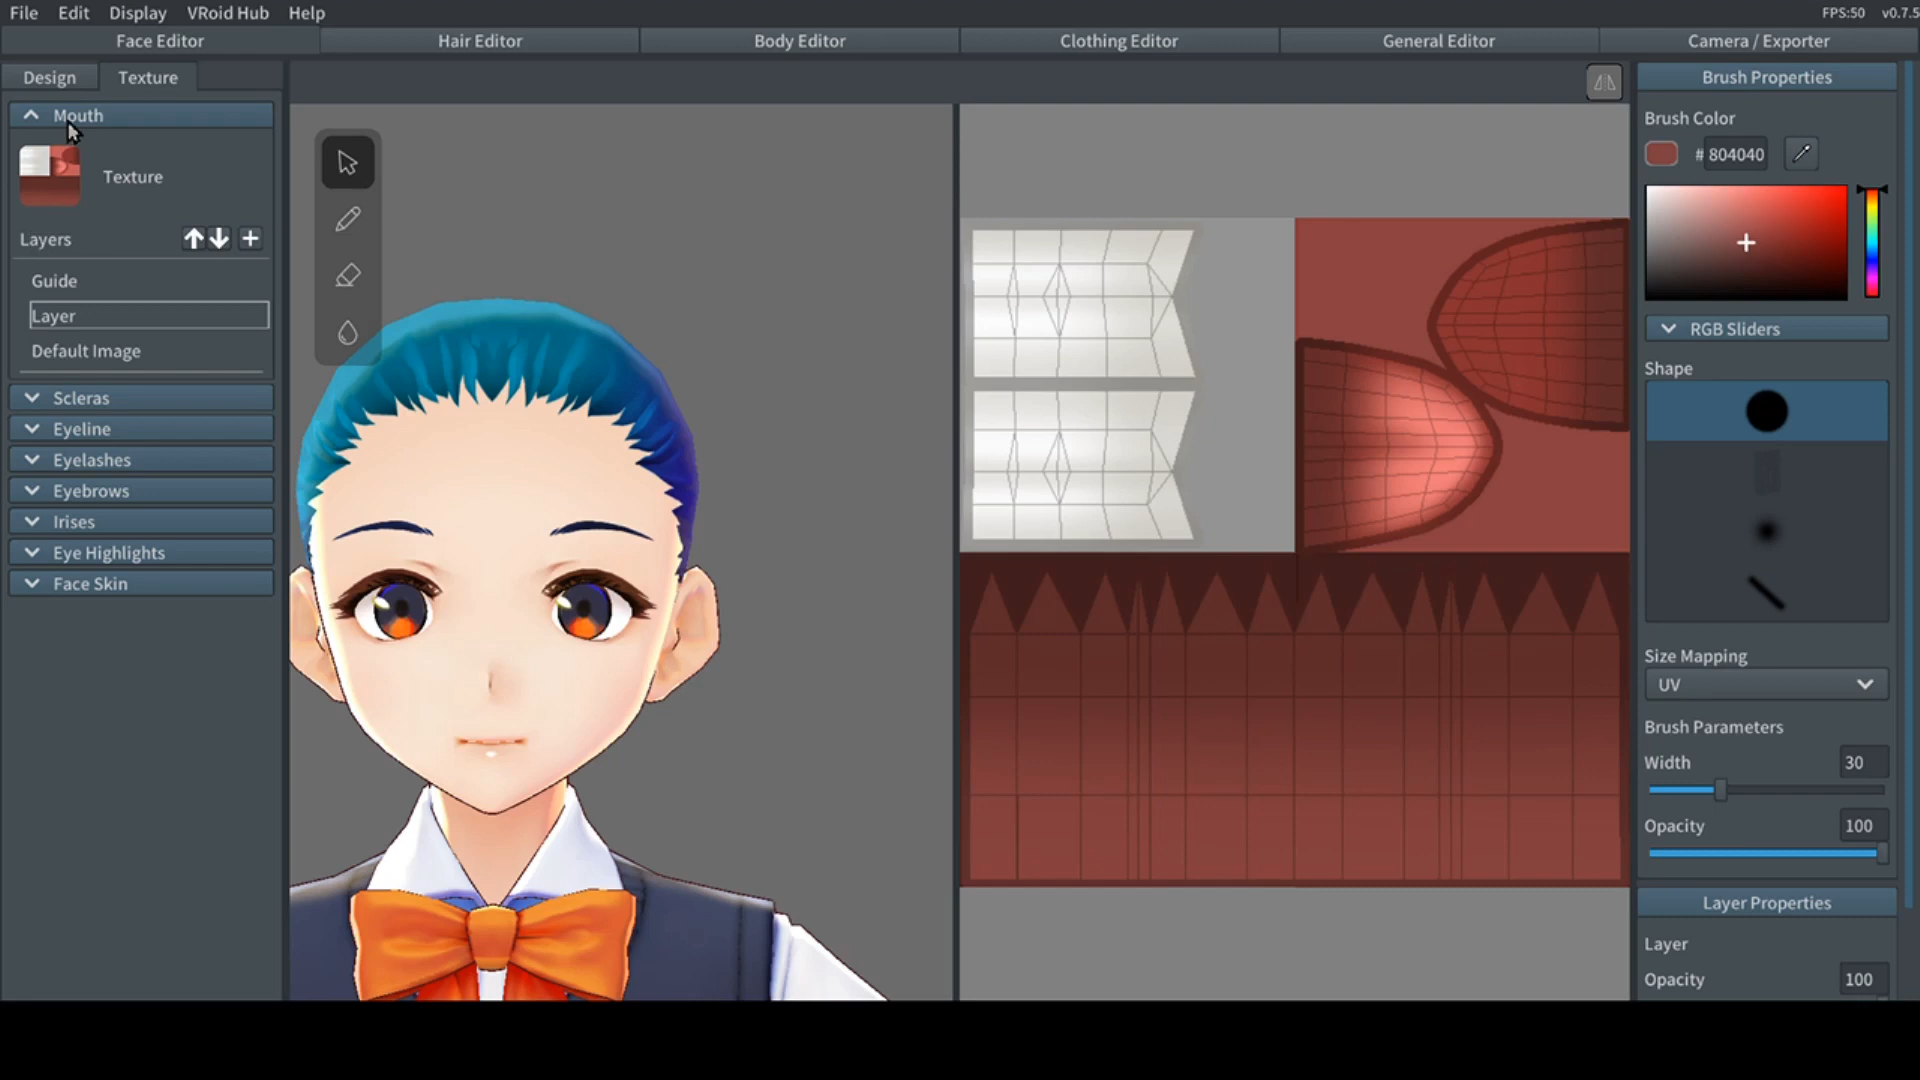 File Edit Display VRoid Hub Help
FPS:50 v0.7.5
Face Editor Hair Editor Body Editor Clothing Editor General Editor Camera / Exporter
Design Texture
Mouth
Texture
Layers
Guide
Layer
Default Image
Scleras
Eyeline
Eyelashes
Eyebrows
Irises
Eye Highlights
Face Skin
Brush Properties
Brush Color
# 804040
RGB Sliders
Shape
Size Mapping
UV
Brush Parameters
Width 30
Opacity 100
Layer Properties
Layer
Opacity 100